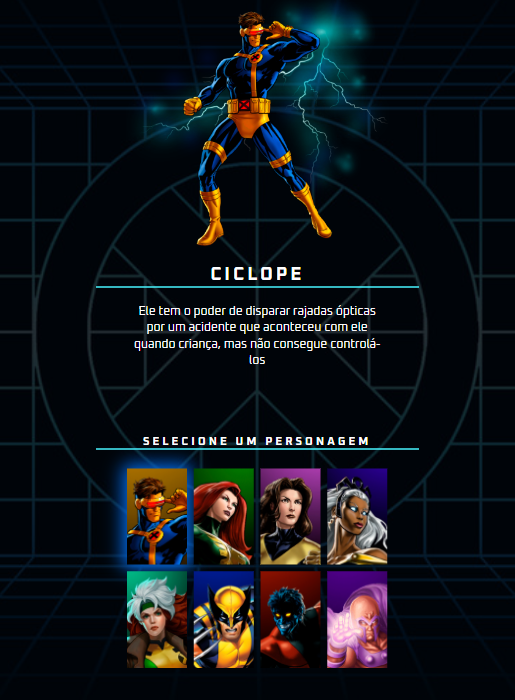 CICLOPE
Ele tem o poder de disparar rajadas ópticas
por um acidente que aconteceu com ele
quando criança, mas não consegue controlá-
los
SELECIONE UM PERSONAGEM